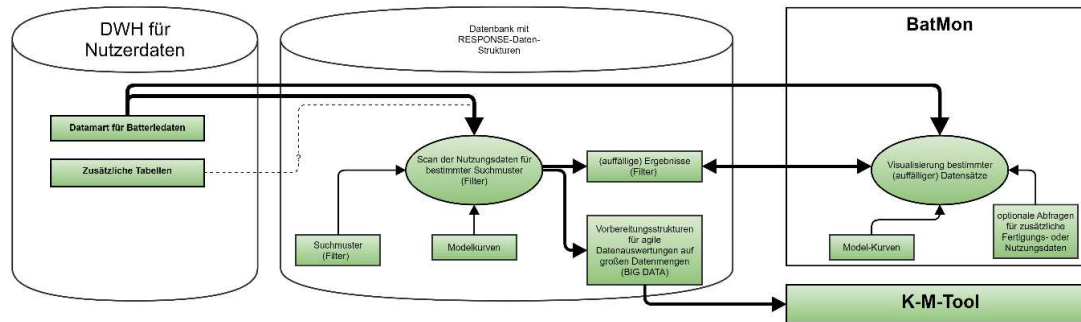 DWH für
Nutzerdaten
Datamart für Batteriedaten
Zusätzliche Tabellen
Datenbank mit
RESPONSE-Daten-
Strukturen
Scan der Nutzungsdaten für
bestimmter Suchmuster
(Filter)
Suchmuster
(Filter)
Modelkurven
(auffällige) Ergebnisse
(Filter)
Vorbereitungsstrukturen
für agile
Datenauswertungen auf
großen Datenmengen
(BIG DATA)
BatMon
Visualisierung bestimmter
(auffälliger) Datensätze
Model-Kurven
optionale Abfragen
für zusätzliche
Fertigungs- oder
Nutzungsdaten
K-M-Tool